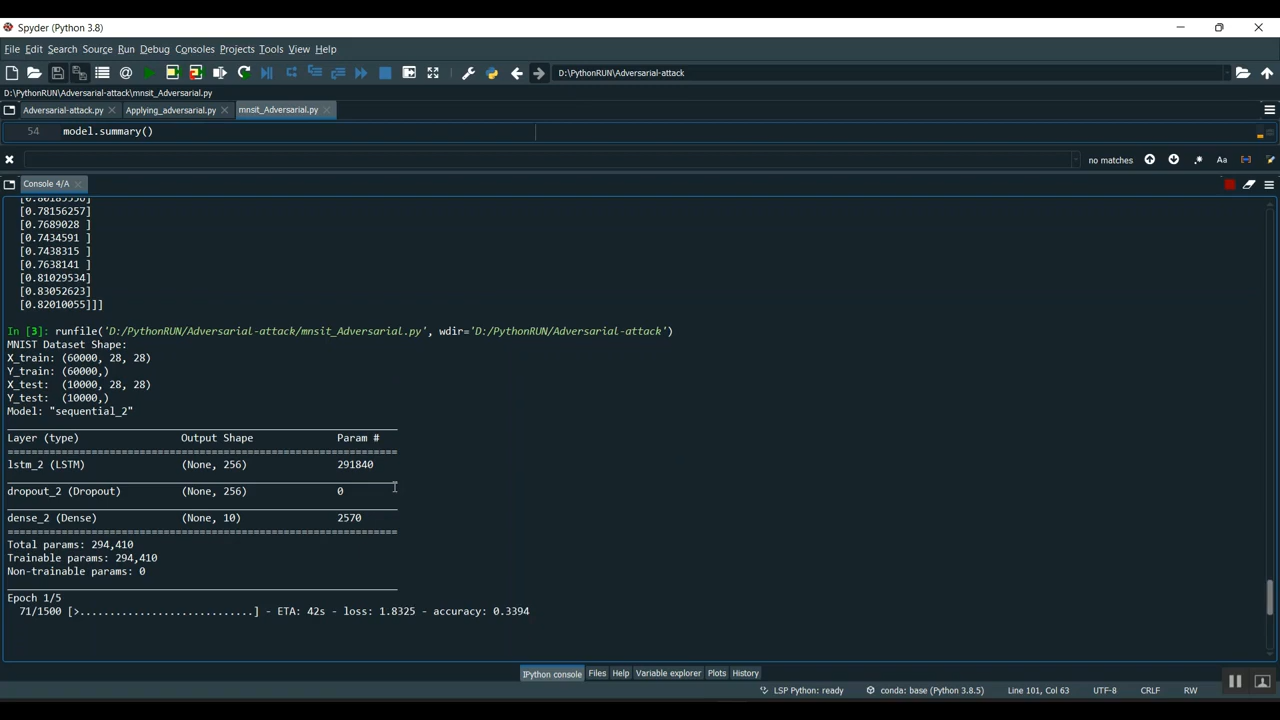 Spyder (Python 3.8)
File Edit Search Source Run Debug Consoles Projects Tools View Help
D:\PythonRUN\Adversarial-attack
D:\PythonRUN\Adversarial-attack\mnsit_Adversarial.py
Adversarial-attack.py Applying_adversarial.py mnsit_Adversarial.py
54 model.summary()
no matches .* Aa
Console 4/A
[0.78156257]
[0.7689028 ]
[0.7434591 ]
[0.7438315 ]
[0.7638141 ]
[0.81029534]
[0.83052623]
[0.82010055]]]
In [3]: runfile('D:/PythonRUN/Adversarial-attack/mnsit_Adversarial.py', wdir='D:/PythonRUN/Adversarial-attack')
MNIST Dataset Shape:
X_train: (60000, 28, 28)
Y_train: (60000,)
X_test:  (10000, 28, 28)
Y_test:  (10000,)
Model: "sequential_2"
_________________________________________________________________
Layer (type)                 Output Shape              Param #
=================================================================
lstm_2 (LSTM)                (None, 256)               291840
_________________________________________________________________
dropout_2 (Dropout)          (None, 256)               0
_________________________________________________________________
dense_2 (Dense)              (None, 10)                2570
=================================================================
Total params: 294,410
Trainable params: 294,410
Non-trainable params: 0
_________________________________________________________________
Epoch 1/5
71/1500 [>.............................] - ETA: 42s - loss: 1.8325 - accuracy: 0.3394
IPython console Files Help Variable explorer Plots History
LSP Python: ready conda: base (Python 3.8.5) Line 101, Col 63 UTF-8 CRLF RW